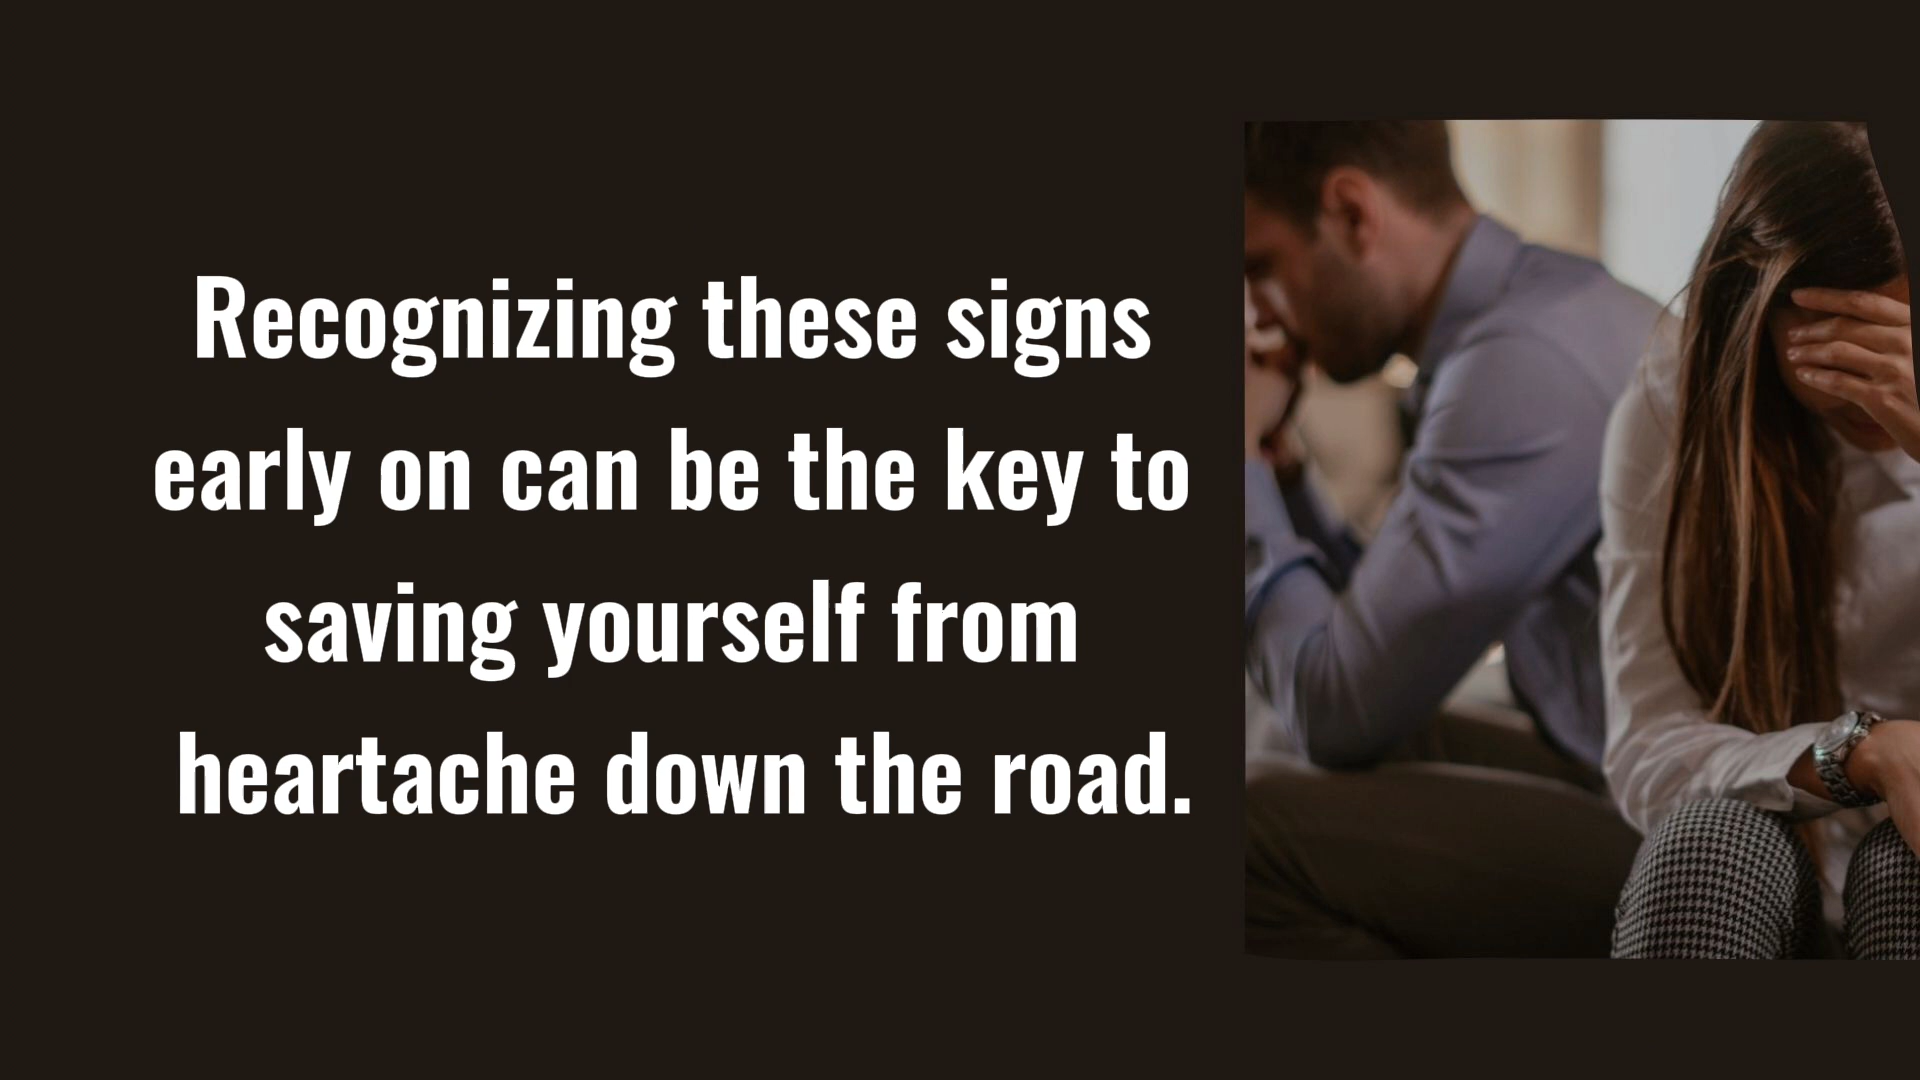 Recognizing these signs
early on can be the key to
saving yourself from
heartache down the road.